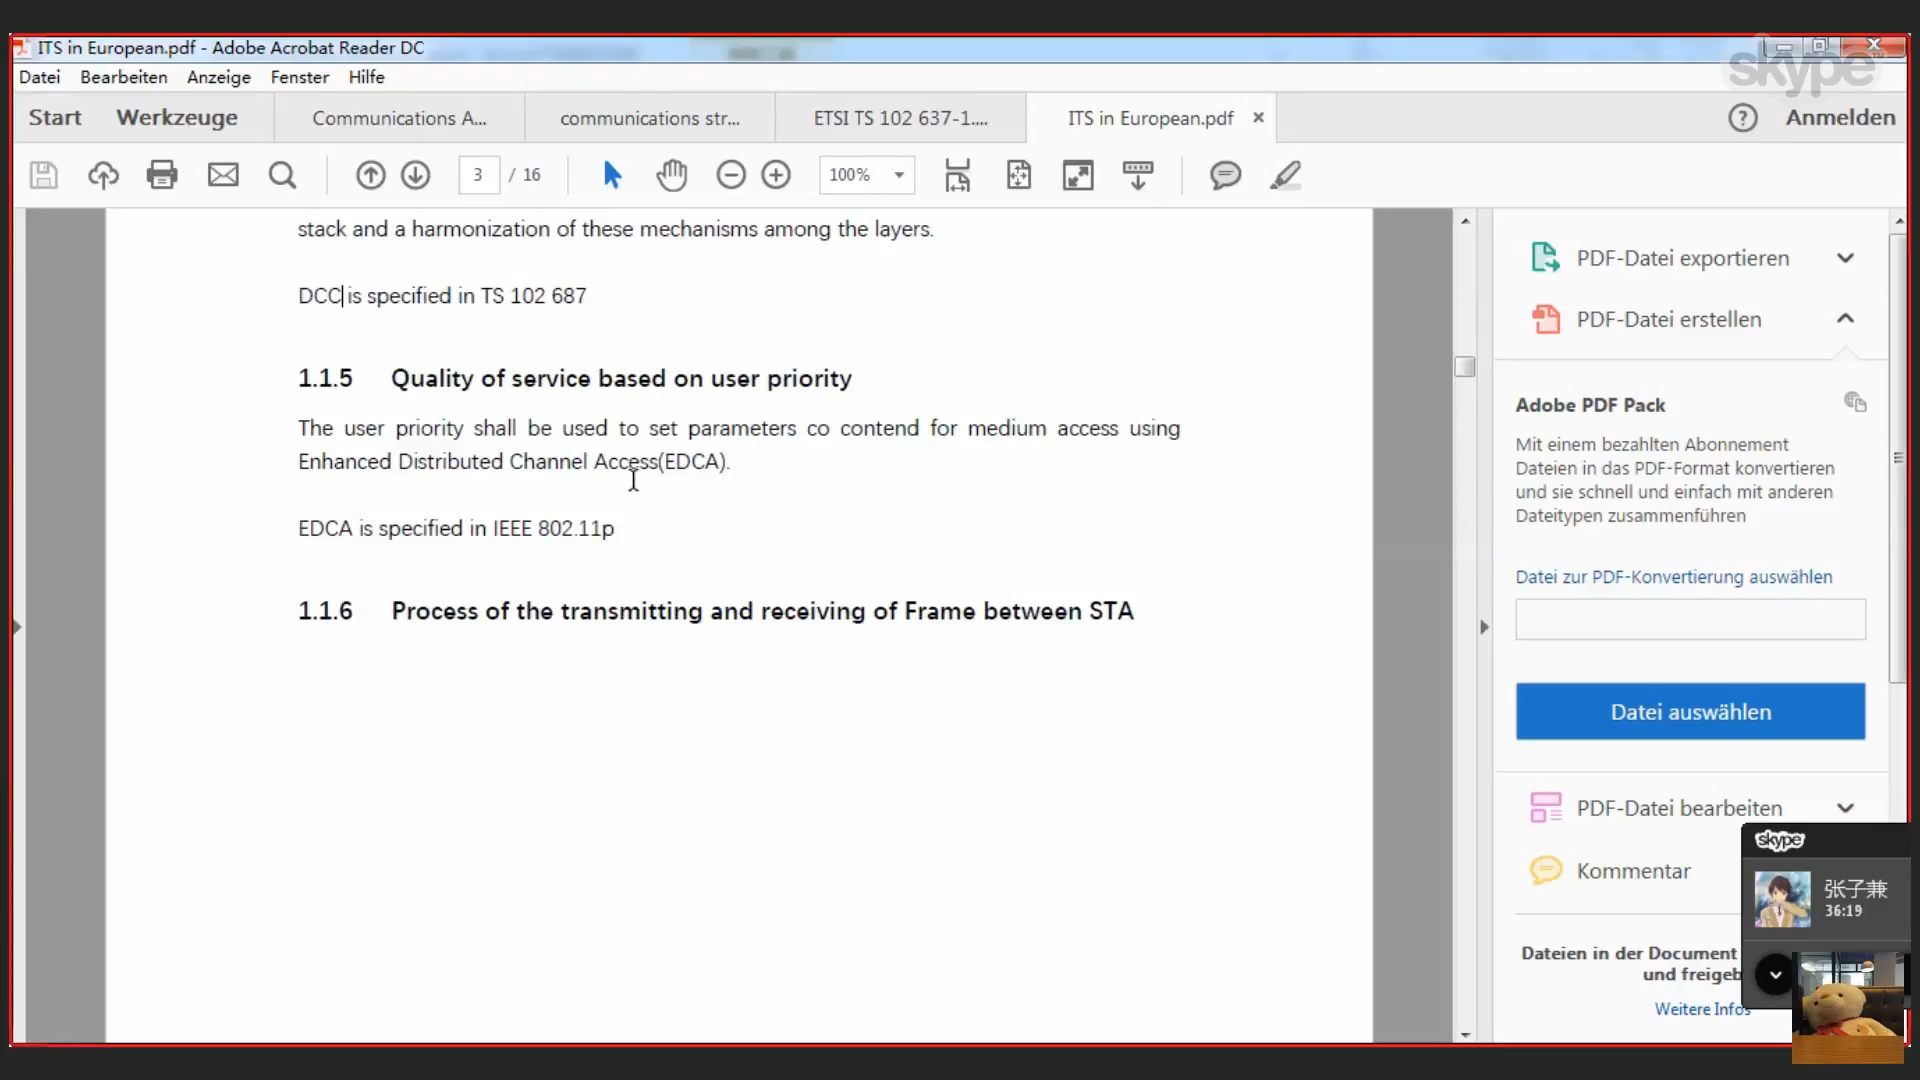 ITS in European.pdf - Adobe Acrobat Reader DC
skype
Datei Bearbeiten Anzeige Fenster Hilfe
Start Werkzeuge Communications A... communications str... ETSI TS 102 637-1.... ITS in European.pdf × ? Anmelden
3 / 16 100%
stack and a harmonization of these mechanisms among the layers.
DCC is specified in TS 102 687
1.1.5 Quality of service based on user priority
The user priority shall be used to set parameters co contend for medium access using
Enhanced Distributed Channel Access(EDCA).
EDCA is specified in IEEE 802.11p
1.1.6 Process of the transmitting and receiving of Frame between STA
PDF-Datei exportieren
PDF-Datei erstellen
Adobe PDF Pack
Mit einem bezahlten Abonnement
Dateien in das PDF-Format konvertieren
und sie schnell und einfach mit anderen
Dateitypen zusammenführen
Datei zur PDF-Konvertierung auswählen
Datei auswählen
PDF-Datei bearbeiten
Kommentar
Dateien in der Document
und freigeb
Weitere Infos
skype
张子兼
36:19